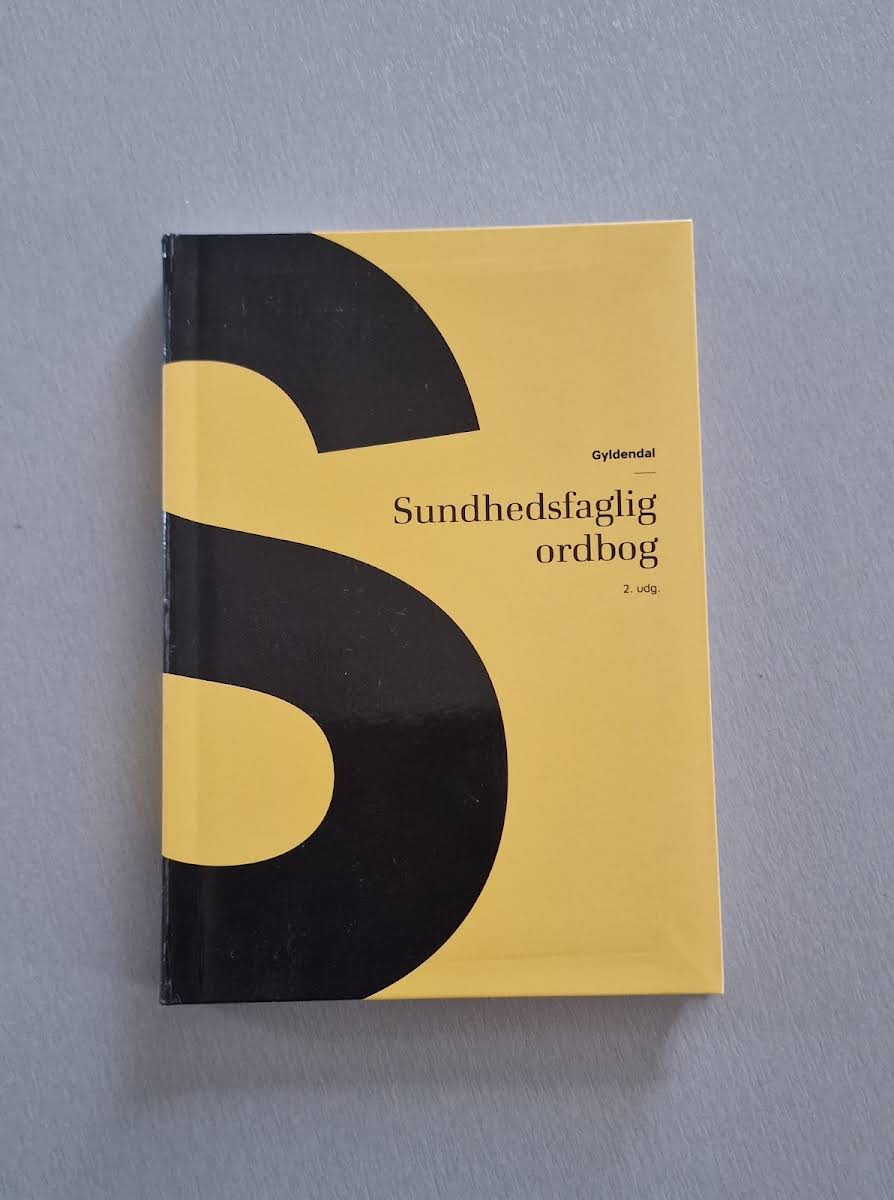 Gyldendal
Sundhedsfaglig
ordbog
2. udg.